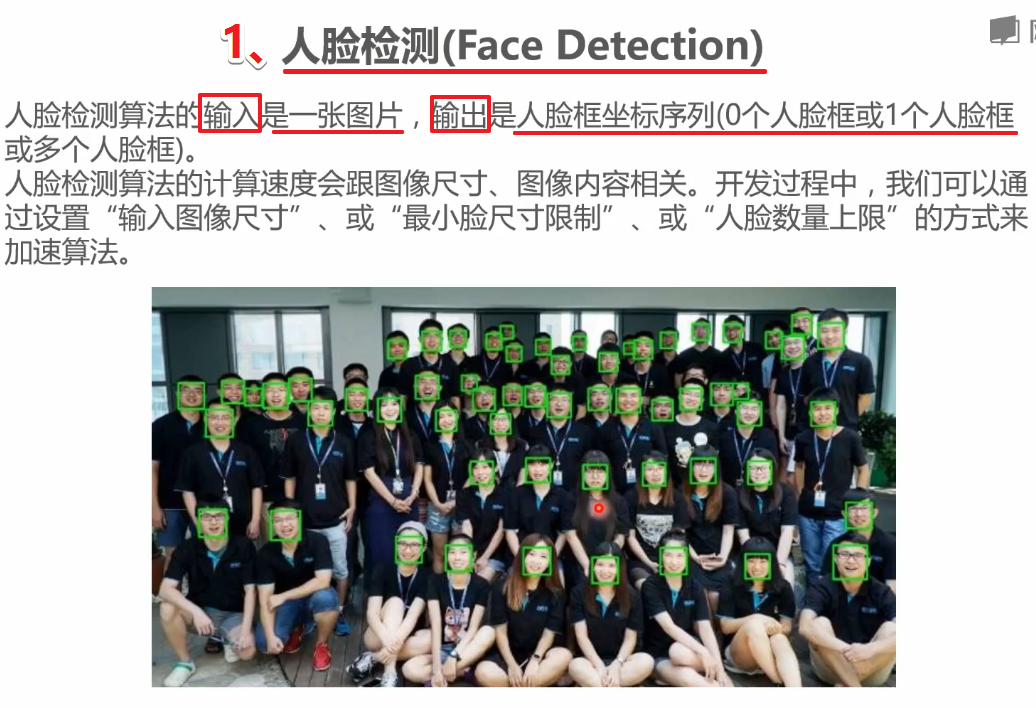 1、人脸检测(Face Detection)
人脸检测算法的输入是一张图片，输出是人脸框坐标序列(0个人脸框或1个人脸框
或多个人脸框)。
人脸检测算法的计算速度会跟图像尺寸、图像内容相关。开发过程中，我们可以通
过设置“输入图像尺寸”、或“最小脸尺寸限制”、或“人脸数量上限”的方式来
加速算法。